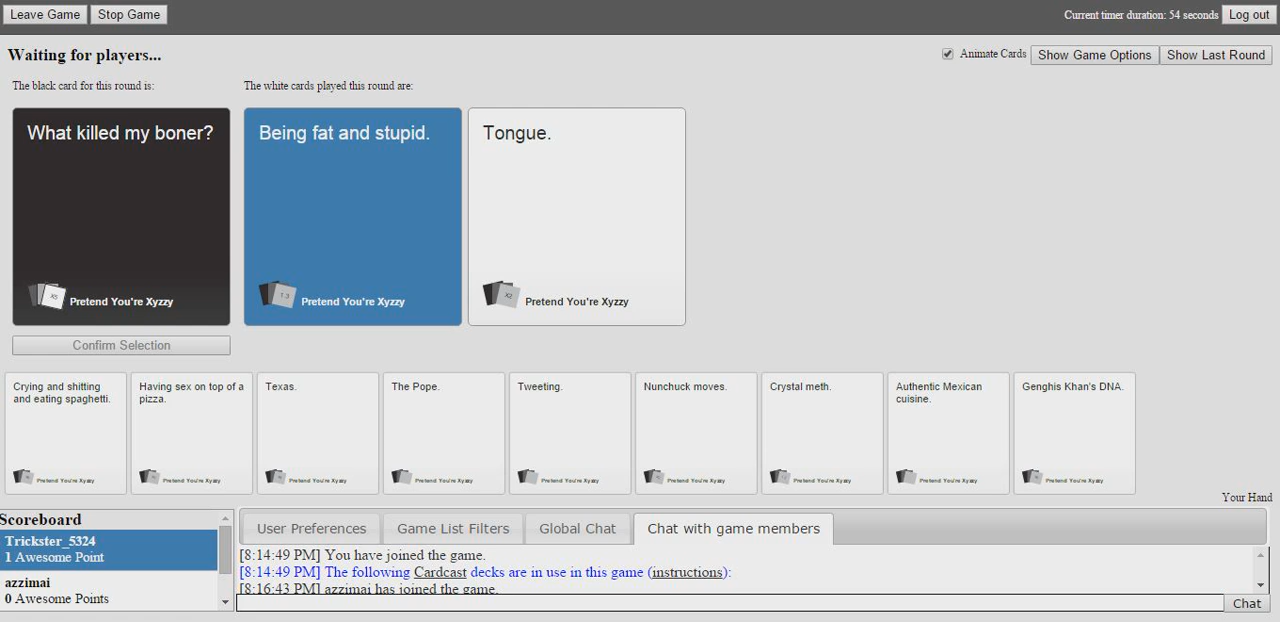 Leave Game Stop Game Current timer duration: 54 seconds Log out
Waiting for players... Animate Cards Show Game Options Show Last Round
The black card for this round is: The white cards played this round are:
What killed my boner? Being fat and stupid. Tongue.
X5 Pretend You're Xyzzy 1.3 Pretend You're Xyzzy X2 Pretend You're Xyzzy
Confirm Selection
Crying and shitting Having sex on top of a Texas. The Pope. Tweeting. Nunchuck moves. Crystal meth. Authentic Mexican Genghis Khan's DNA.
and eating spaghetti. pizza. cuisine.
Pretend You're Xyzzy Pretend You're Xyzzy Pretend You're Xyzzy Pretend You're Xyzzy Pretend You're Xyzzy Pretend You're Xyzzy Pretend You're Xyzzy Pretend You're Xyzzy Pretend You're Xyzzy
Your Hand
Scoreboard
Trickster_5324
1 Awesome Point
azzimai
0 Awesome Points
User Preferences Game List Filters Global Chat Chat with game members
[8:14:49 PM] You have joined the game.
[8:14:49 PM] The following Cardcast decks are in use in this game (instructions):
[8:16:43 PM] azzimai has joined the game.
Chat